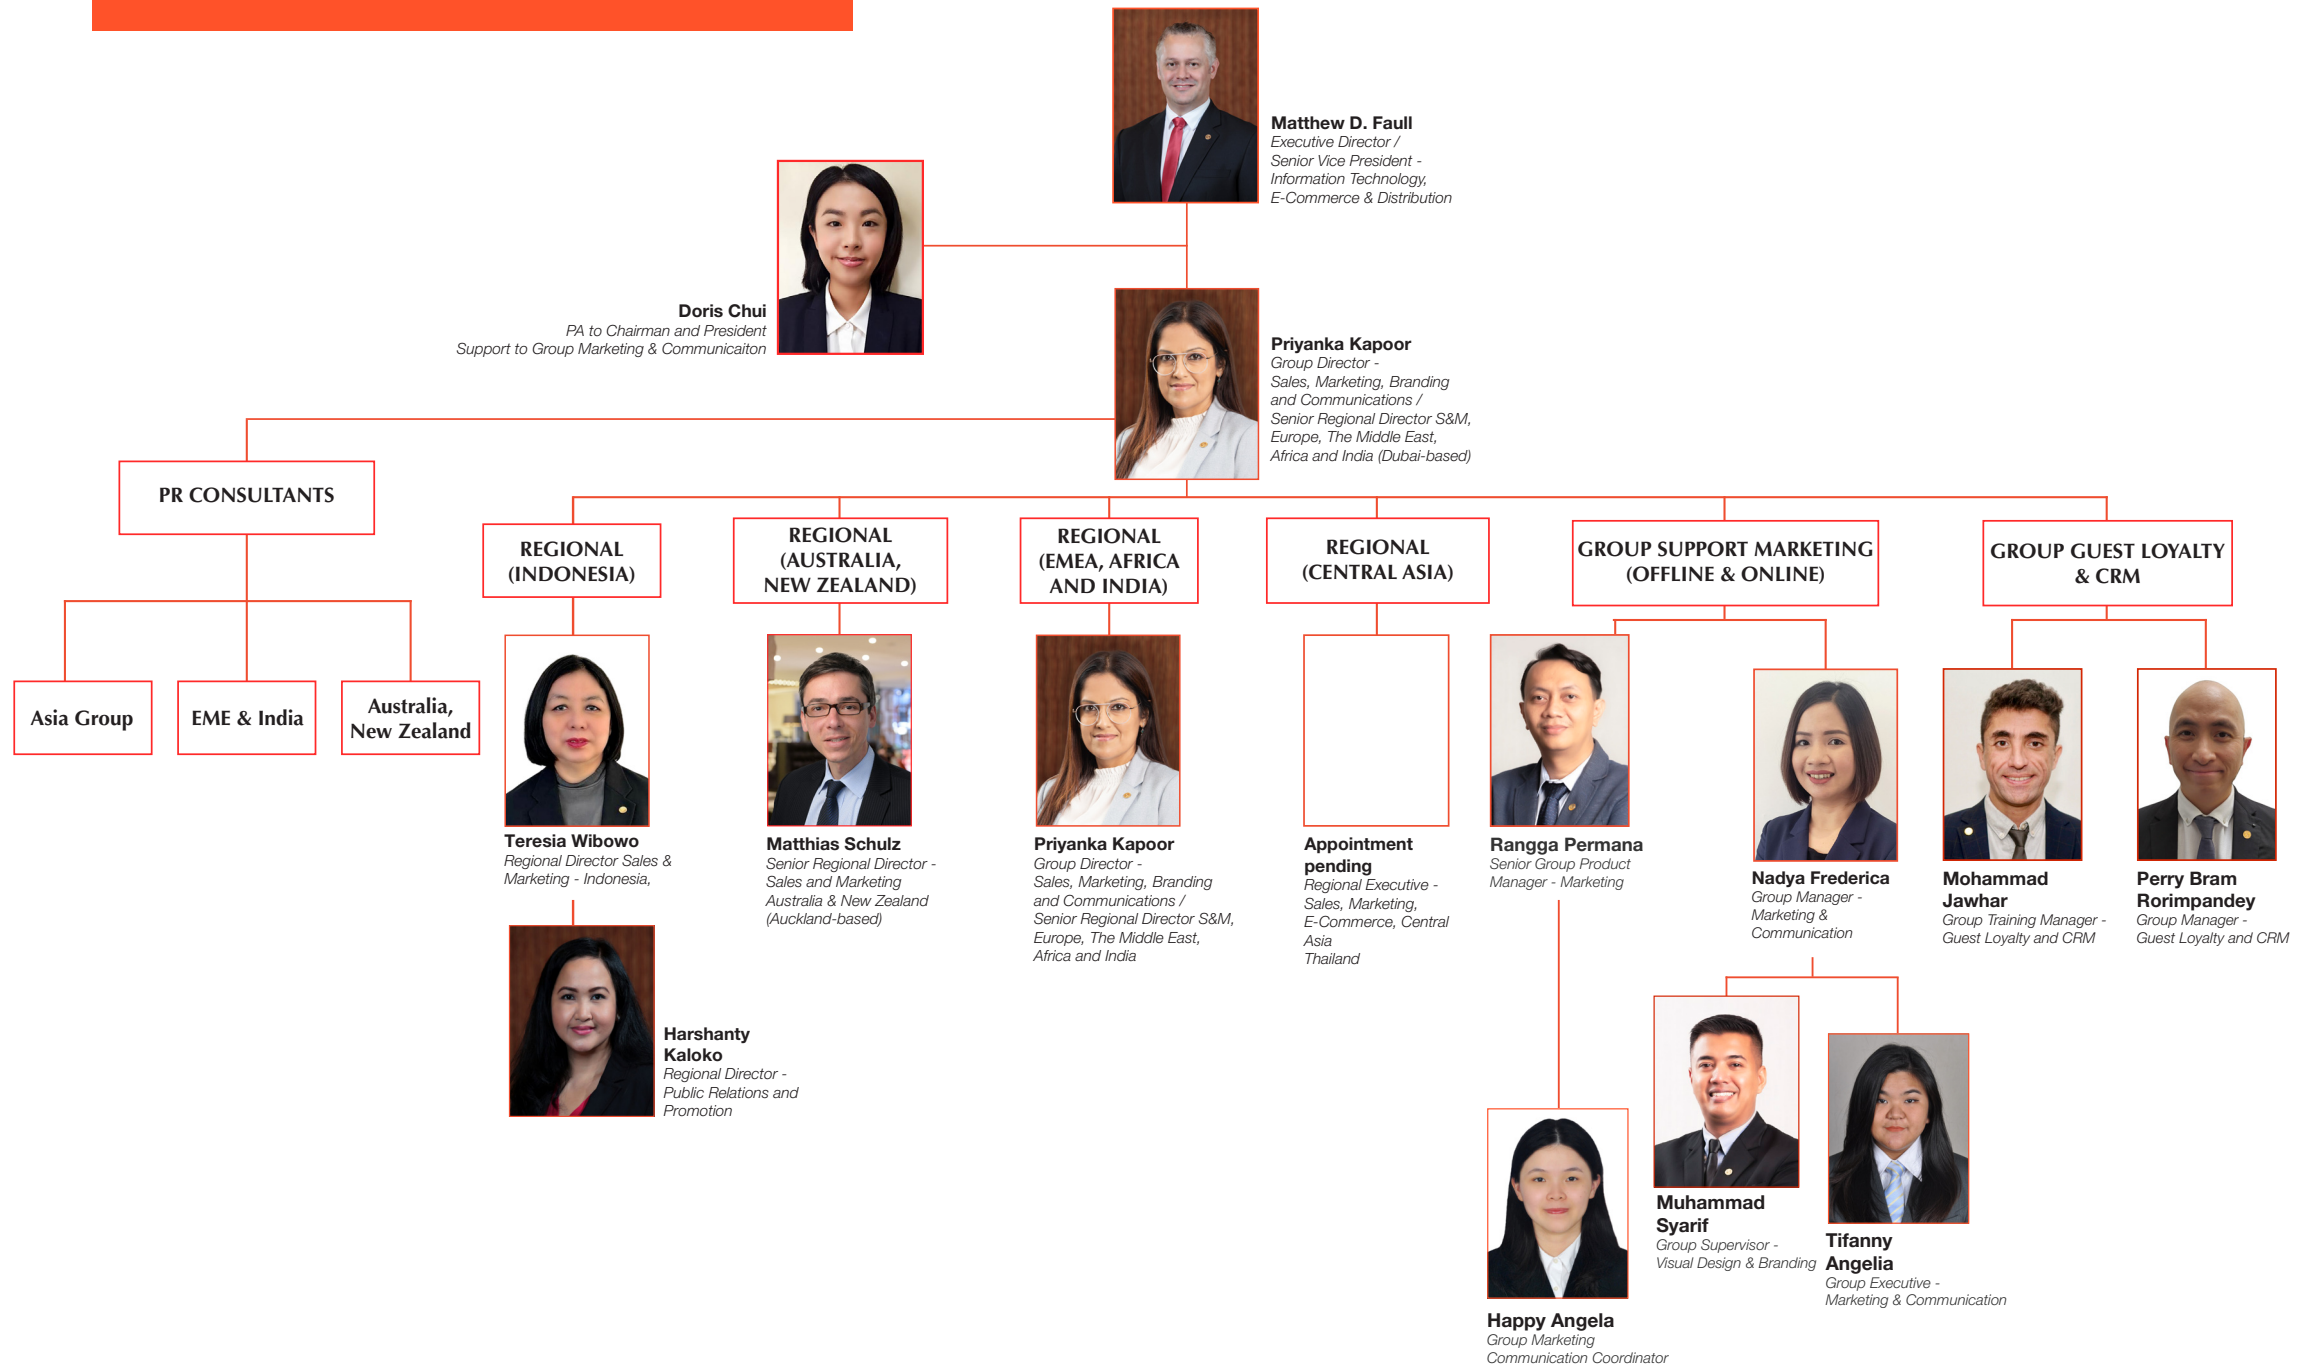 Matthew D. Faull
Executive Director /
Senior Vice President -
Information Technology,
E-Commerce & Distribution
Doris Chui
PA to Chairman and President
Support to Group Marketing & Communicaiton
Priyanka Kapoor
Group Director -
Sales, Marketing, Branding
and Communications /
Senior Regional Director S&M,
Europe, The Middle East,
Africa and India (Dubai-based)
PR CONSULTANTS
Asia Group
EME & India
Australia,
New Zealand
REGIONAL
(INDONESIA)
REGIONAL
(AUSTRALIA,
NEW ZEALAND)
REGIONAL
(EMEA, AFRICA
AND INDIA)
REGIONAL
(CENTRAL ASIA)
GROUP SUPPORT MARKETING
(OFFLINE & ONLINE)
GROUP GUEST LOYALTY
& CRM
Teresia Wibowo
Regional Director Sales &
Marketing - Indonesia,
Harshanty
Kaloko
Regional Director -
Public Relations and
Promotion
Matthias Schulz
Senior Regional Director -
Sales and Marketing
Australia & New Zealand
(Auckland-based)
Priyanka Kapoor
Group Director -
Sales, Marketing, Branding
and Communications /
Senior Regional Director S&M,
Europe, The Middle East,
Africa and India
Appointment
pending
Regional Executive -
Sales, Marketing,
E-Commerce, Central
Asia
Thailand
Rangga Permana
Senior Group Product
Manager - Marketing
Nadya Frederica
Group Manager -
Marketing &
Communication
Mohammad
Jawhar
Group Training Manager -
Guest Loyalty and CRM
Perry Bram
Rorimpandey
Group Manager -
Guest Loyalty and CRM
Muhammad
Syarif
Group Supervisor -
Visual Design & Branding
Tifanny
Angelia
Group Executive -
Marketing & Communication
Happy Angela
Group Marketing
Communication Coordinator